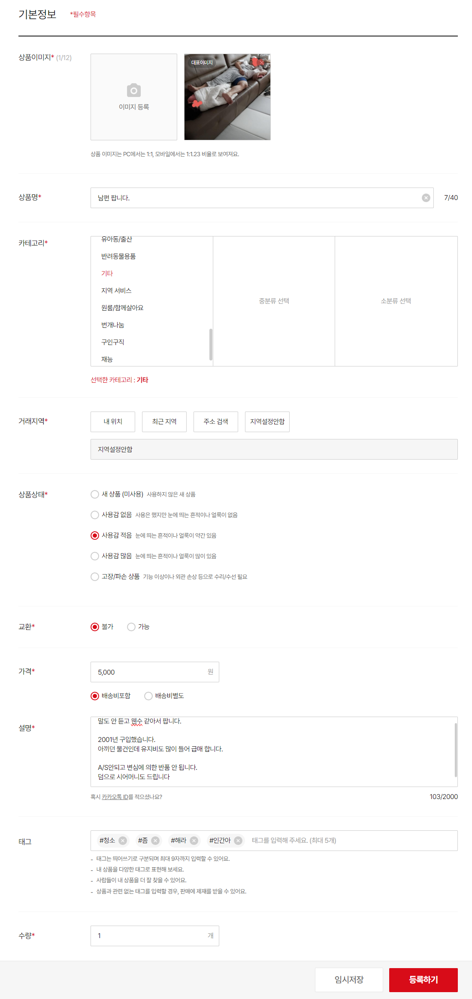 기본정보 *필수항목
상품이미지* (1/12)
대표이미지
이미지 등록
상품 이미지는 PC에서는 1:1, 모바일에서는 1:1.23 비율로 보여져요.
상품명*
남편 팝니다.
7/40
카테고리*
유아동/출산
반려동물용품
기타
지역 서비스
원룸/함께살아요
번개나눔
구인구직
재능
중분류 선택
소분류 선택
선택한 카테고리 : 기타
거래지역*
내 위치
최근 지역
주소 검색
지역설정안함
지역설정안함
상품상태*
새 상품 (미사용) 사용하지 않은 새 상품
사용감 없음 사용은 했지만 눈에 띄는 흔적이나 얼룩이 없음
사용감 적음 눈에 띄는 흔적이나 얼룩이 약간 있음
사용감 많음 눈에 띄는 흔적이나 얼룩이 많이 있음
고장/파손 상품 기능 이상이나 외관 손상 등으로 수리/수선 필요
교환*
불가 가능
가격*
5,000 원
배송비포함 배송비별도
설명*
말도 안 듣고 웬수 같아서 팝니다.
2001년 구입했습니다.
아끼던 물건인데 유지비도 많이 들어 급매 합니다.
A/S안되고 변심에 의한 반품 안 됩니다.
덤으로 시어머니도 드립니다
혹시 카카오톡 ID를 적으셨나요?
103/2000
태그
#청소 #좀 #해라 #인간아 태그를 입력해 주세요. (최대 5개)
- 태그는 띄어쓰기로 구분되며 최대 9자까지 입력할 수 있어요.
- 내 상품을 다양한 태그로 표현해 보세요.
- 사람들이 내 상품을 더 잘 찾을 수 있어요.
- 상품과 관련 없는 태그를 입력할 경우, 판매에 제재를 받을 수 있어요.
수량*
1 개
임시저장
등록하기